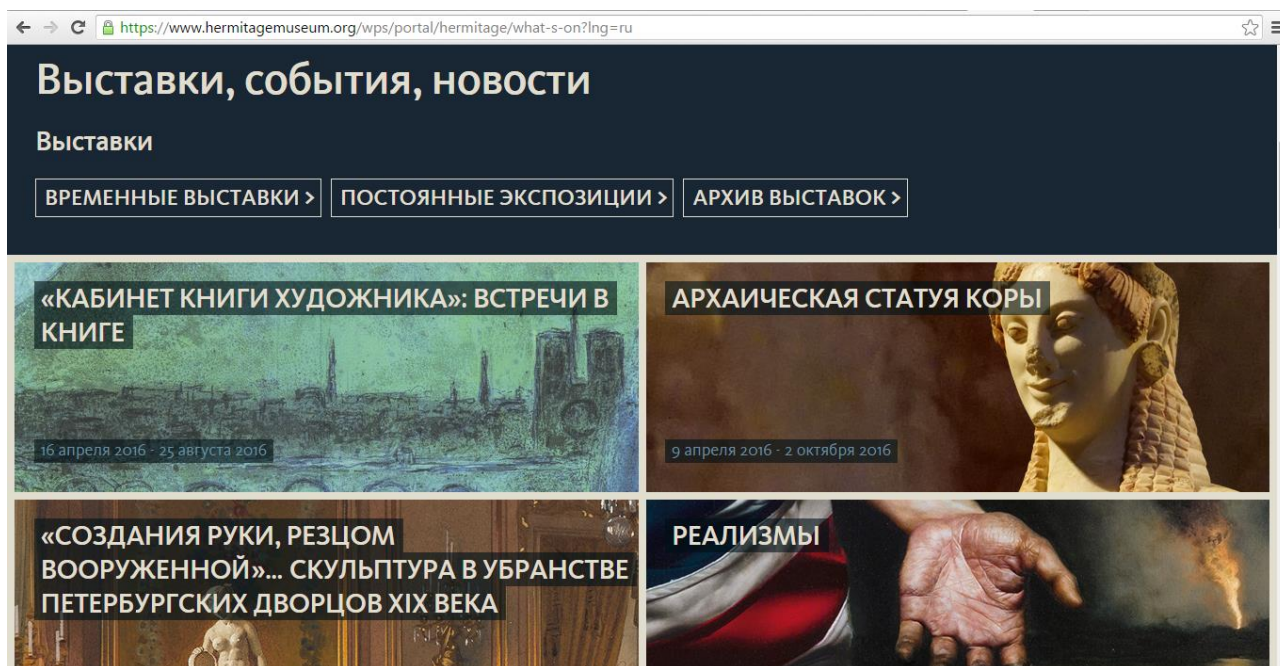 https://www.hermitagemuseum.org/wps/portal/hermitage/what-s-on?lng=ru
Выставки, события, новости
Выставки
ВРЕМЕННЫЕ ВЫСТАВКИ > ПОСТОЯННЫЕ ЭКСПОЗИЦИИ > АРХИВ ВЫСТАВОК >
«КАБИНЕТ КНИГИ ХУДОЖНИКА»: ВСТРЕЧИ В
КНИГЕ
16 апреля 2016 - 25 августа 2016
АРХАИЧЕСКАЯ СТАТУЯ КОРЫ
9 апреля 2016 - 2 октября 2016
«СОЗДАНИЯ РУКИ, РЕЗЦОМ
ВООРУЖЕННОЙ»... СКУЛЬПТУРА В УБРАНСТВЕ
ПЕТЕРБУРГСКИХ ДВОРЦОВ XIX ВЕКА
РЕАЛИЗМЫ